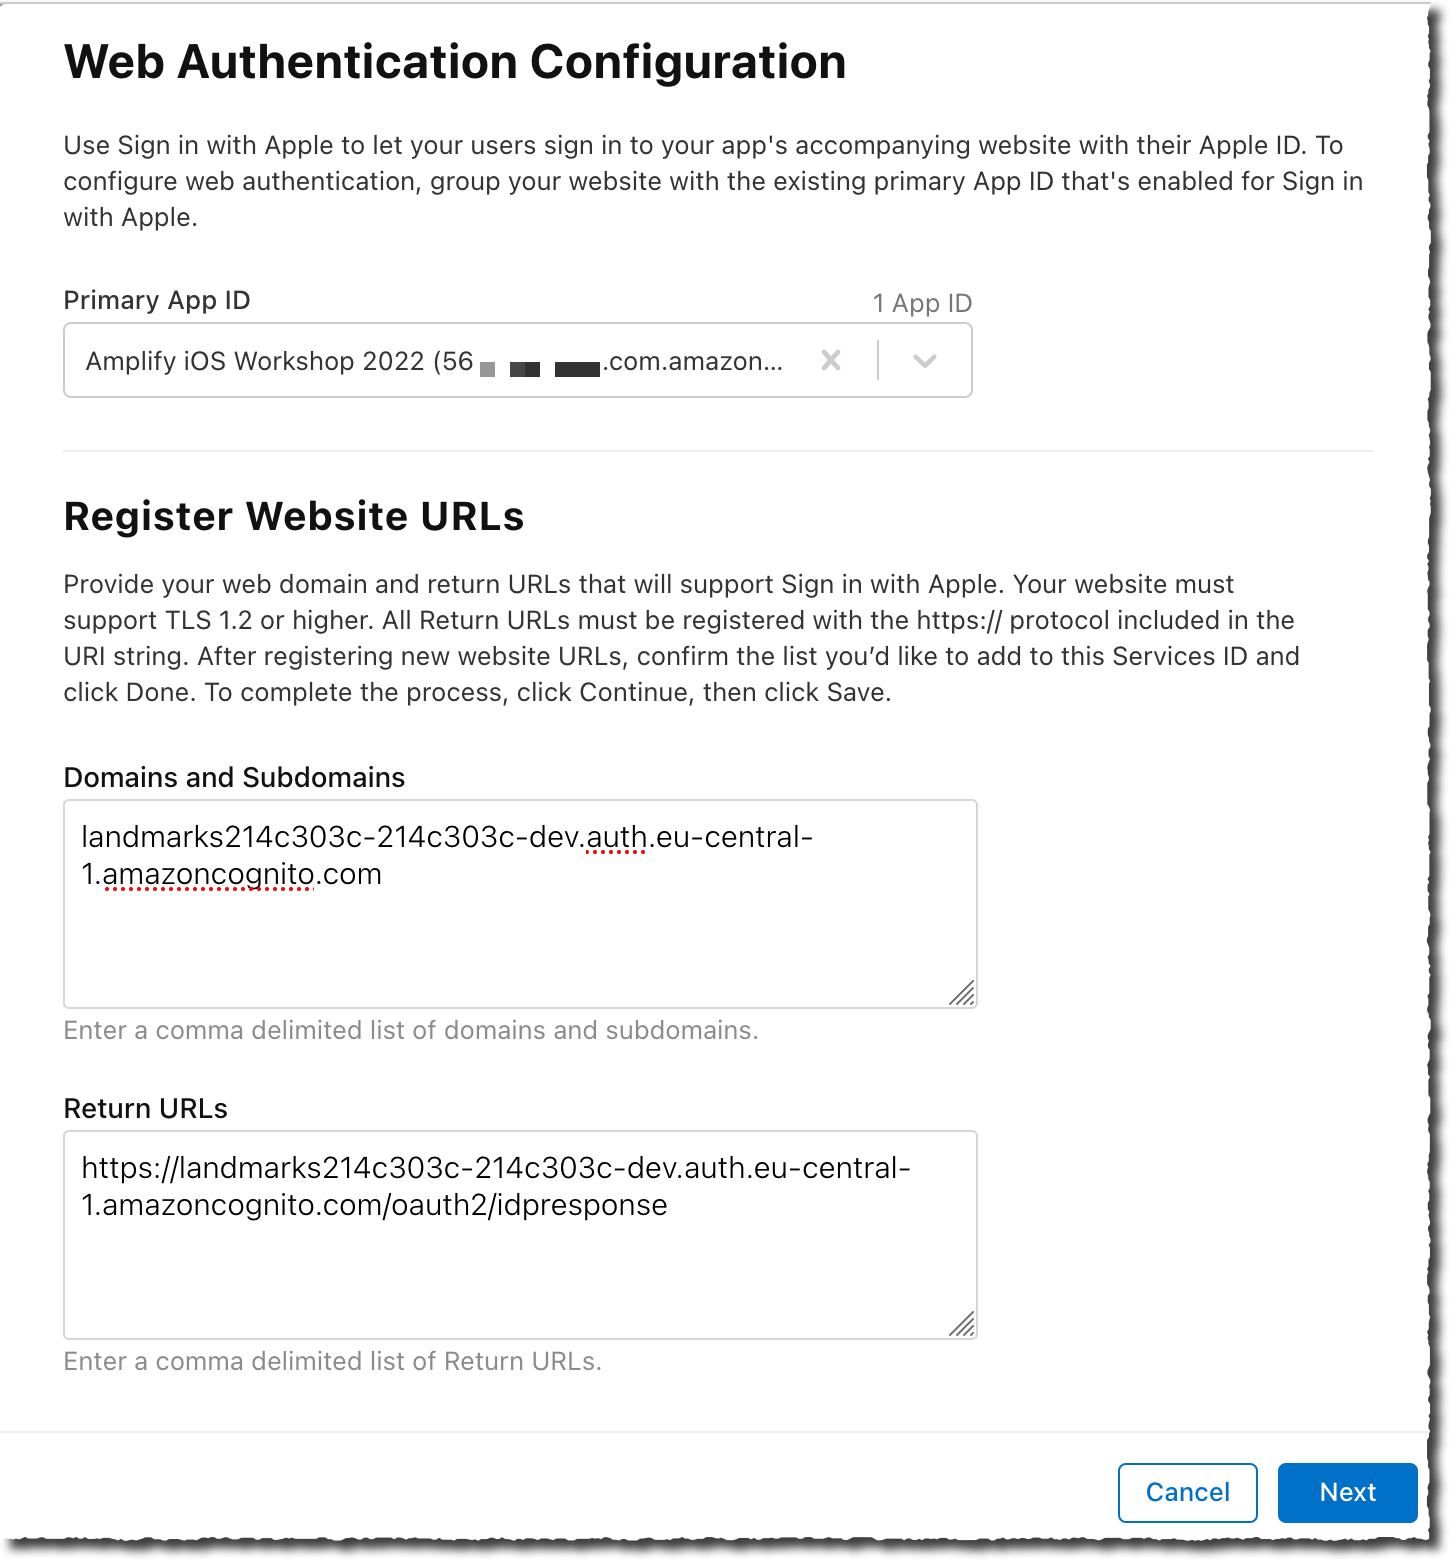 Web Authentication Configuration
Use Sign in with Apple to let your users sign in to your app's accompanying website with their Apple ID. To
configure web authentication, group your website with the existing primary App ID that's enabled for Sign in
with Apple.
Primary App ID
1 App ID
Amplify iOS Workshop 2022 (56 .com.amazon...
Register Website URLs
Provide your web domain and return URLs that will support Sign in with Apple. Your website must
support TLS 1.2 or higher. All Return URLs must be registered with the https:// protocol included in the
URI string. After registering new website URLs, confirm the list you’d like to add to this Services ID and
click Done. To complete the process, click Continue, then click Save.
Domains and Subdomains
landmarks214c303c-214c303c-dev.auth.eu-central-
1.amazoncognito.com
Enter a comma delimited list of domains and subdomains.
Return URLs
https://landmarks214c303c-214c303c-dev.auth.eu-central-
1.amazoncognito.com/oauth2/idpresponse
Enter a comma delimited list of Return URLs.
Cancel
Next